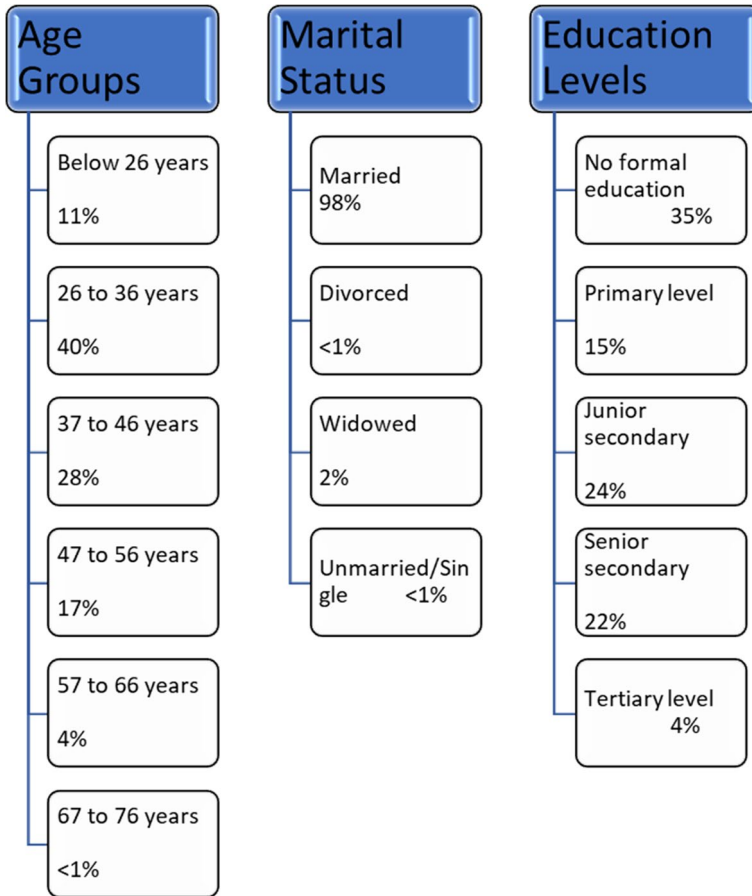 Age
Groups
Below 26 years
11%
26 to 36 years
40%
37 to 46 years
28%
47 to 56 years
17%
57 to 66 years
4%
67 to 76 years
<1%
Marital
Status
Married
98%
Divorced
<1%
Widowed
2%
Unmarried/Sin
gle <1%
Education
Levels
No formal
education
35%
Primary level
15%
Junior
secondary
24%
Senior
secondary
22%
Tertiary level
4%